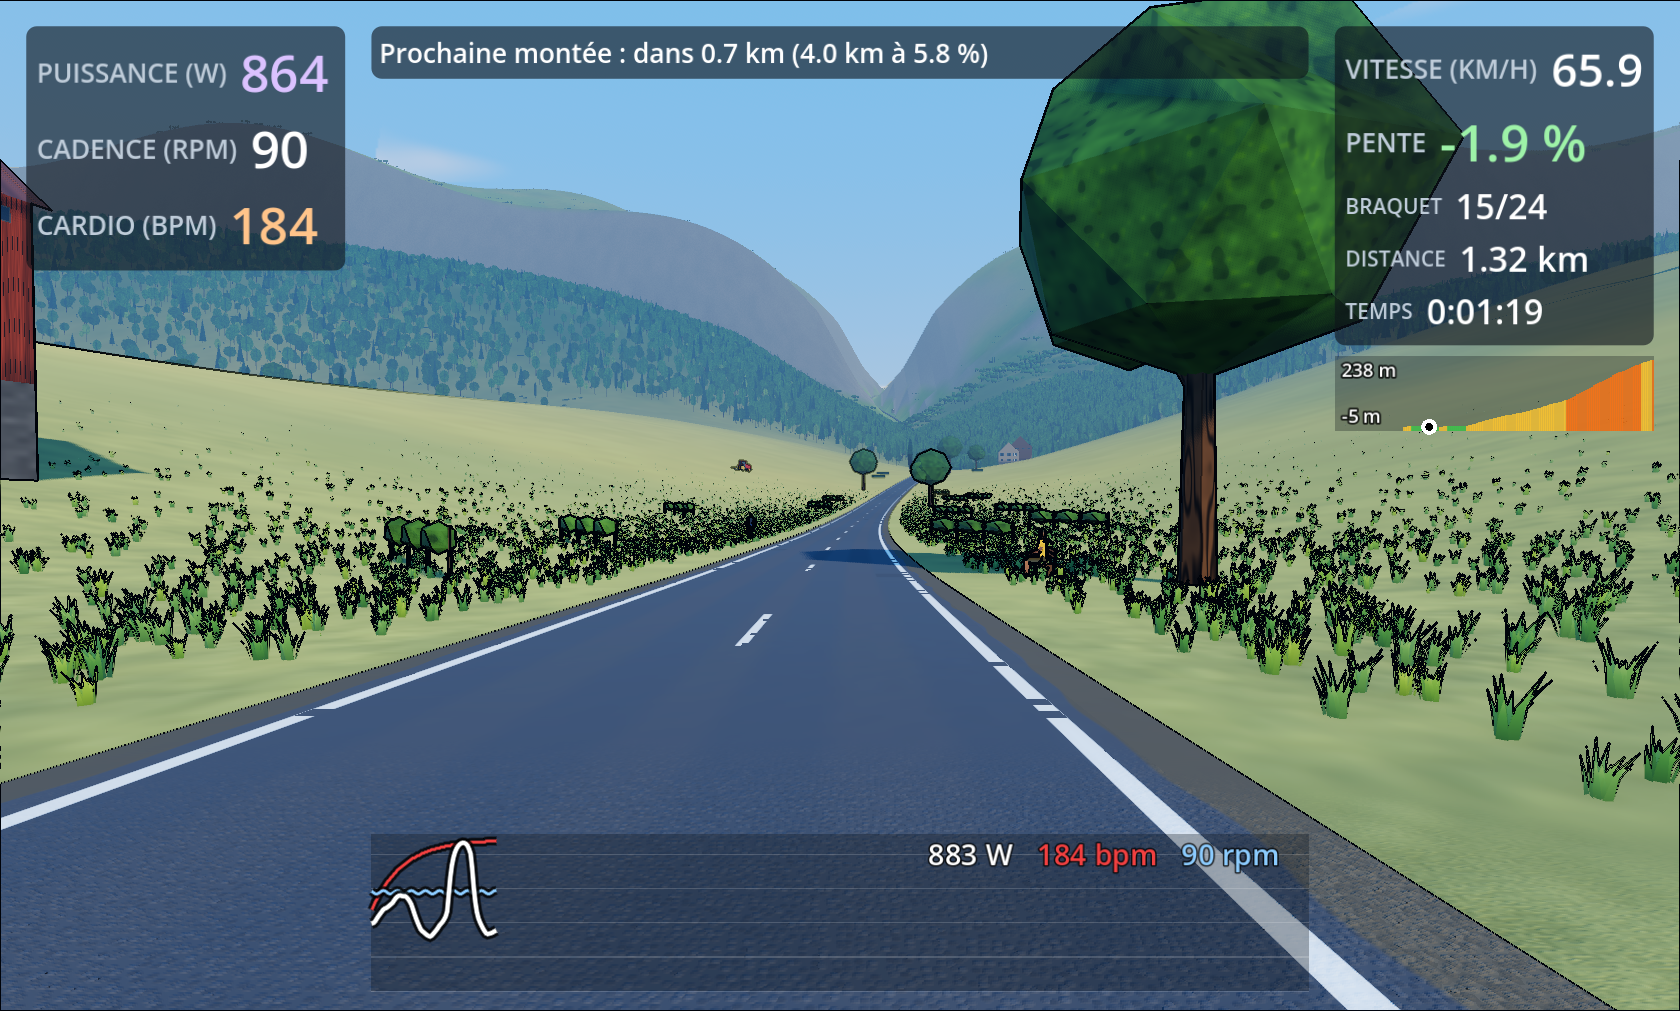 PUISSANCE (W) 864
CADENCE (RPM) 90
CARDIO (BPM) 184
Prochaine montée : dans 0.7 km (4.0 km à 5.8 %)
VITESSE (KM/H) 65.9
PENTE -1.9 %
BRAQUET 15/24
DISTANCE 1.32 km
TEMPS 0:01:19
238 m
-5 m
883 W 184 bpm 90 rpm